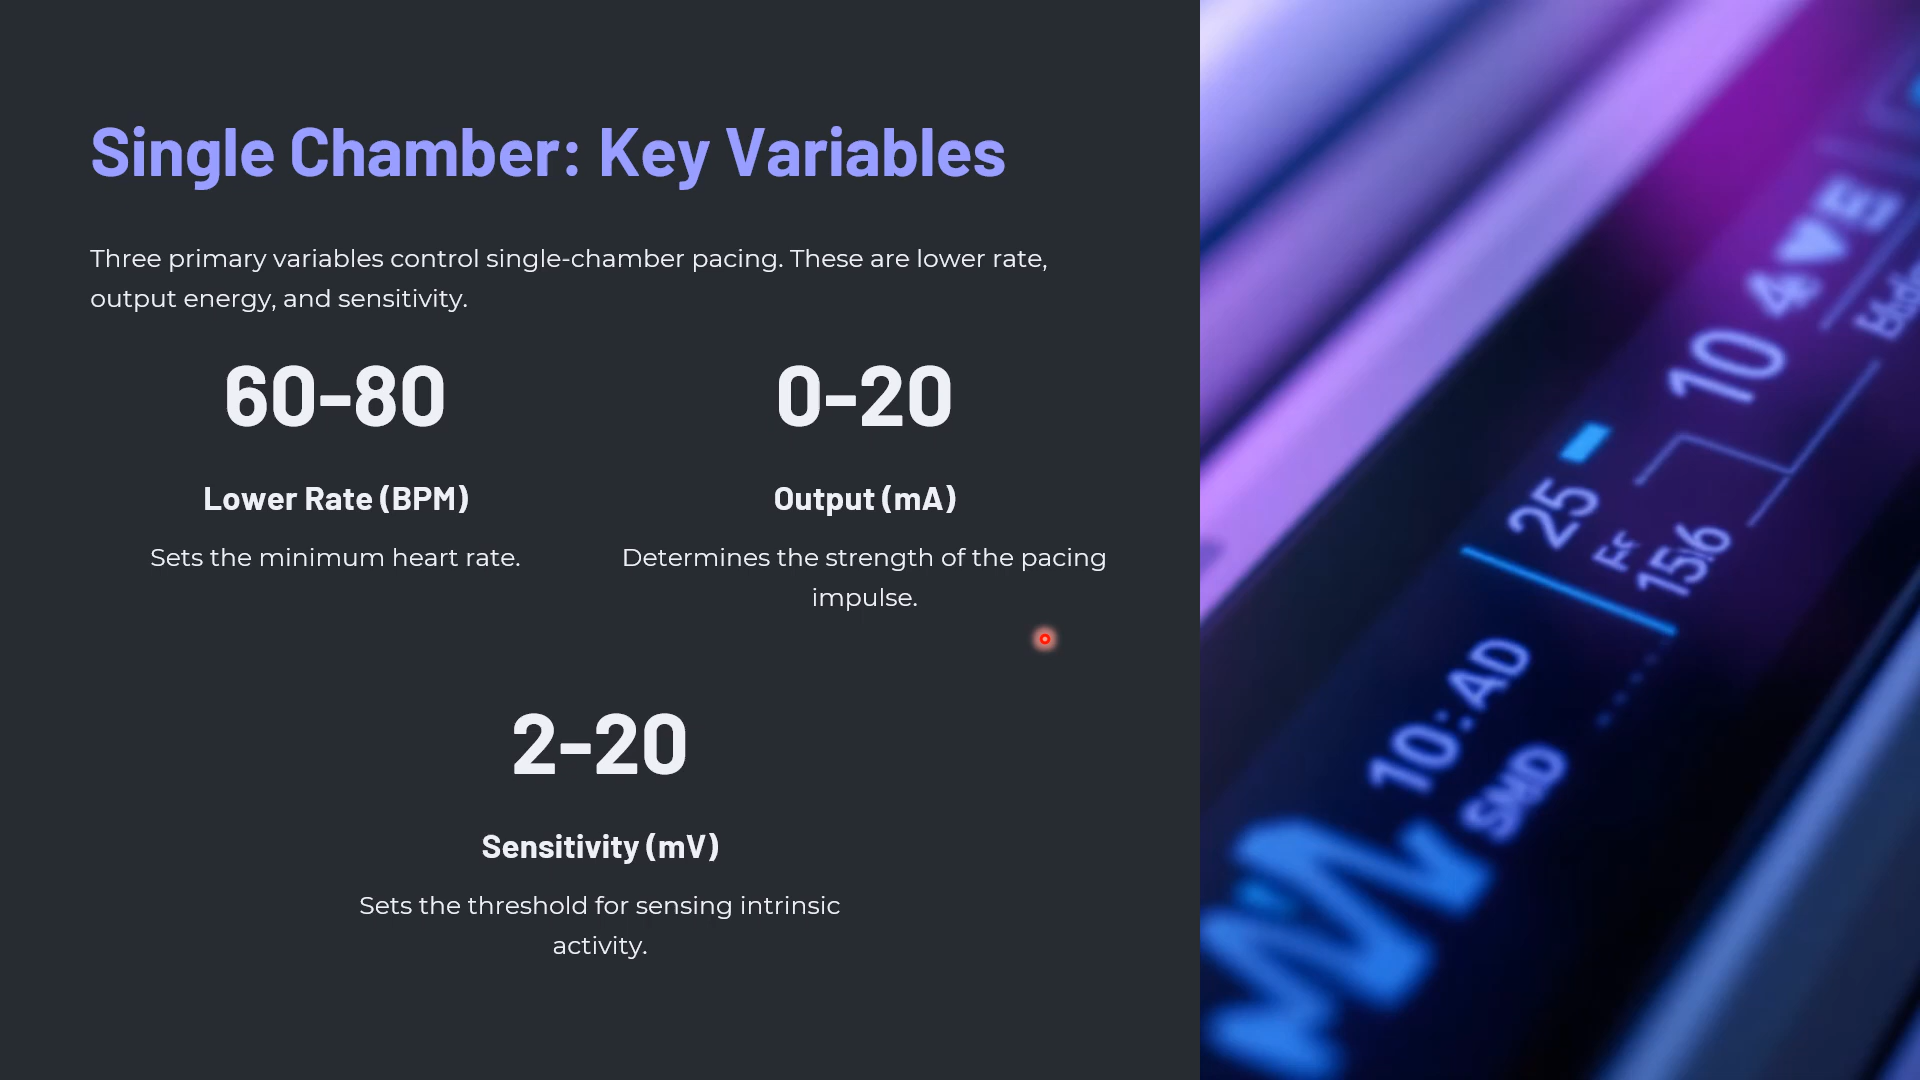 Single Chamber: Key Variables
Three primary variables control single-chamber pacing. These are lower rate,
output energy, and sensitivity.
60-80
Lower Rate (BPM)
Sets the minimum heart rate.
0-20
Output (mA)
Determines the strength of the pacing
impulse.
2-20
Sensitivity (mV)
Sets the threshold for sensing intrinsic
activity.
10
25
10:AD